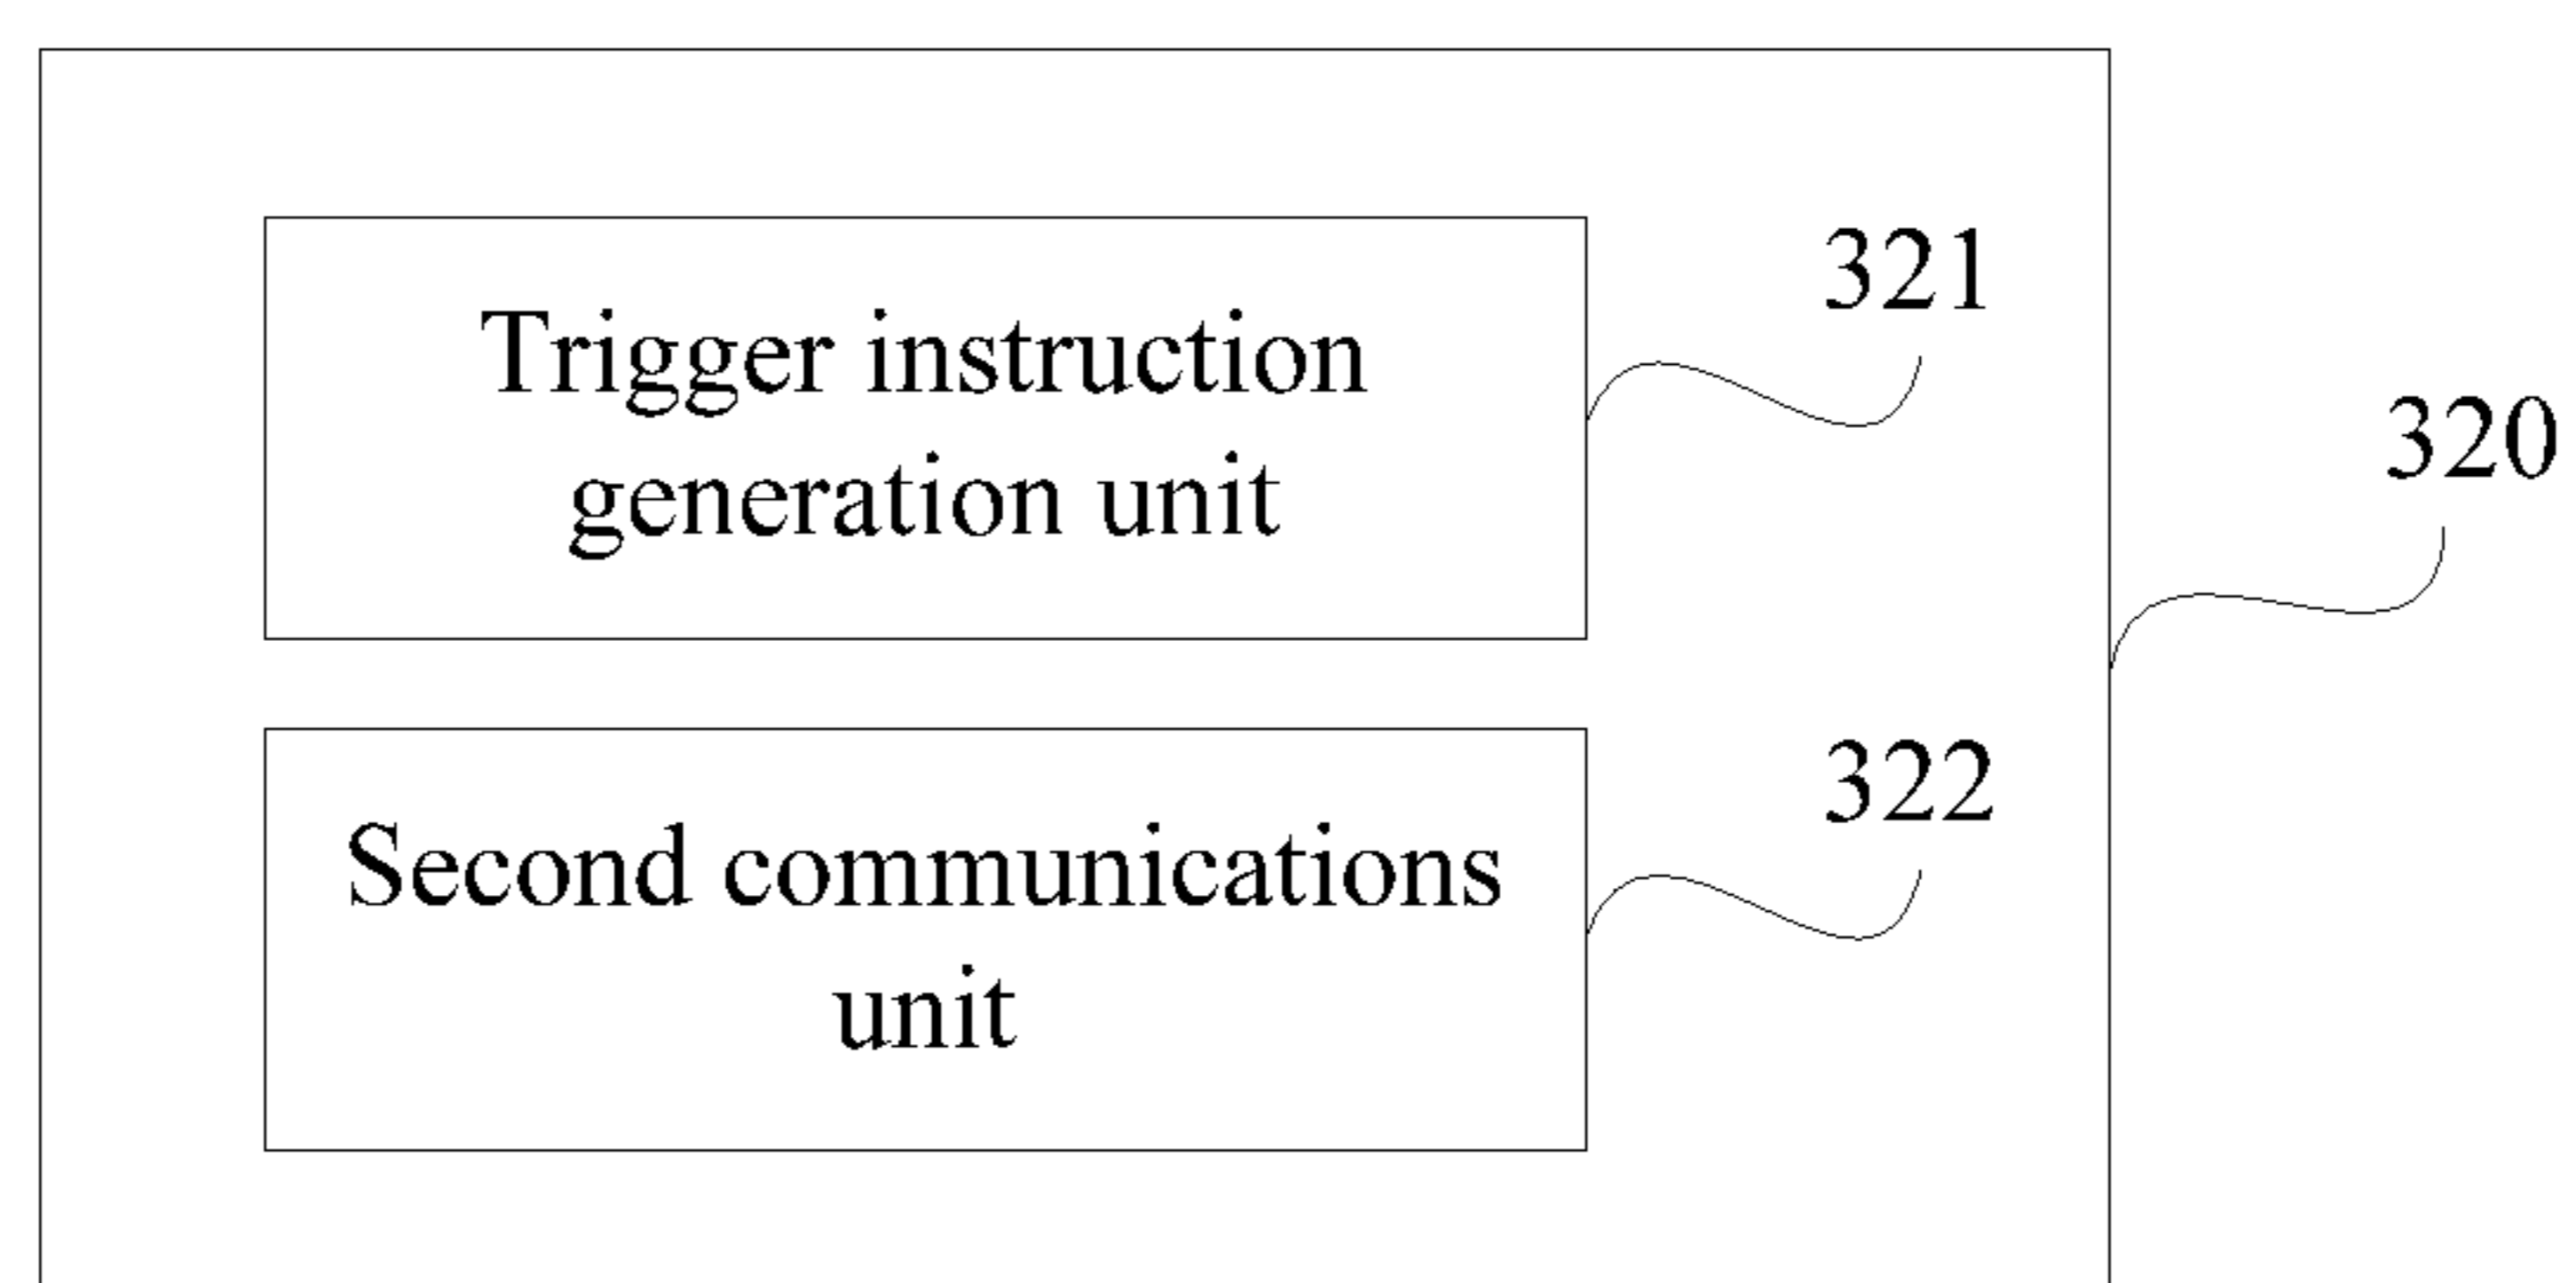 Trigger instruction
generation unit
321
320
Second communications
unit
322